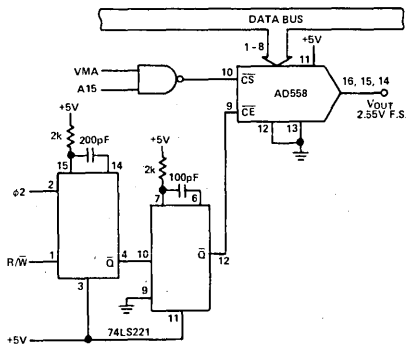 DATA BUS
1 - 8
+5V
11
VMA
A15
10
C̅S̅
AD558
16, 15, 14
VOUT
2.55V F.S.
9
C̅E̅
12
13
+5V
2k
200pF
15
14
+5V
2k
100pF
7
6
φ2
2
R/W̅
1
Q̅
4
10
Q̅
12
9
3
11
+5V
74LS221